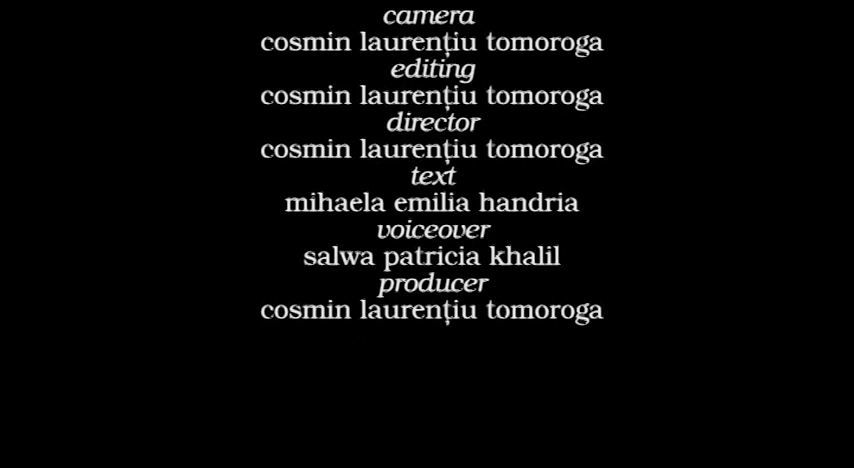 camera
cosmin laurențiu tomoroga
editing
cosmin laurențiu tomoroga
director
cosmin laurențiu tomoroga
text
mihaela emilia handria
voiceover
salwa patricia khalil
producer
cosmin laurențiu tomoroga